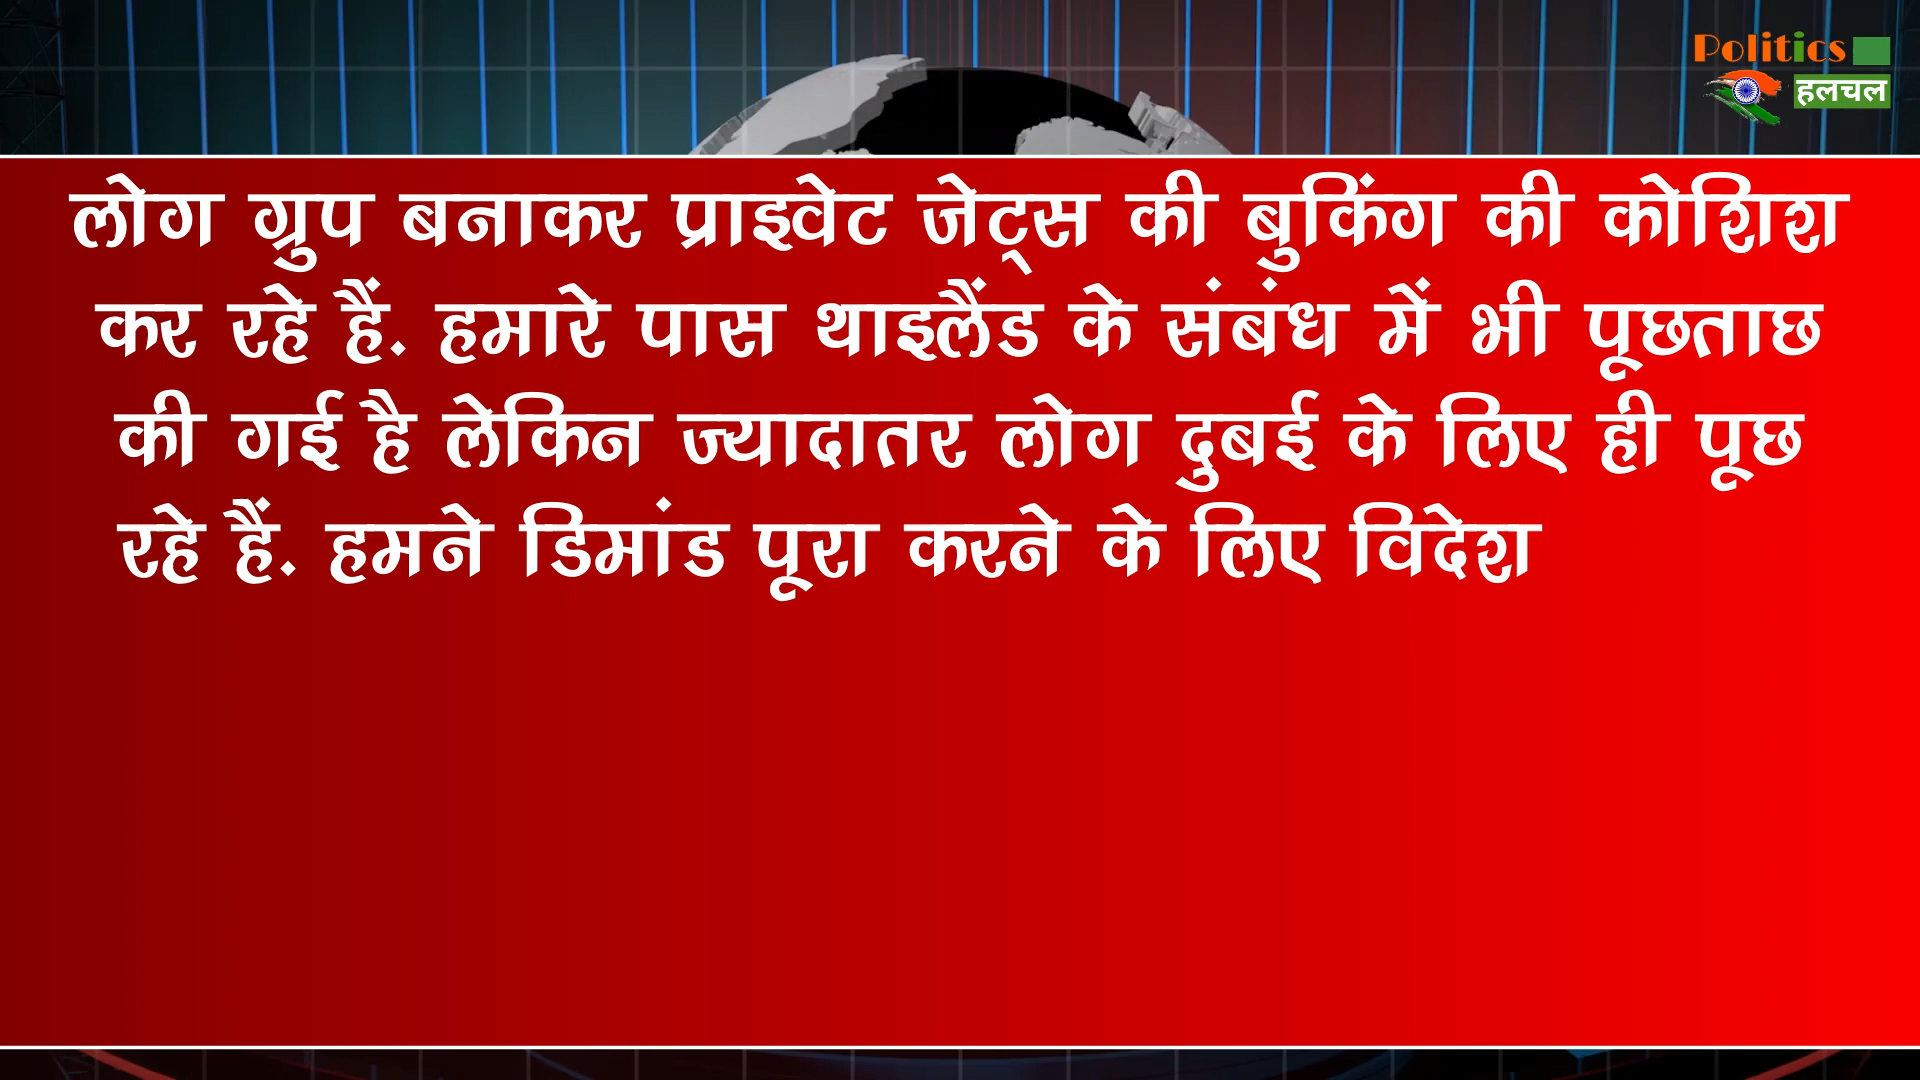 Politics
हलचल
लोग ग्रुप बनाकर प्राइवेट जेट्स की बुकिंग की कोशिश
कर रहे हैं. हमारे पास थाइलैंड के संबंध में भी पूछताछ
की गई है लेकिन ज्यादातर लोग दुबई के लिए ही पूछ
रहे हैं. हमने डिमांड पूरा करने के लिए विदेश